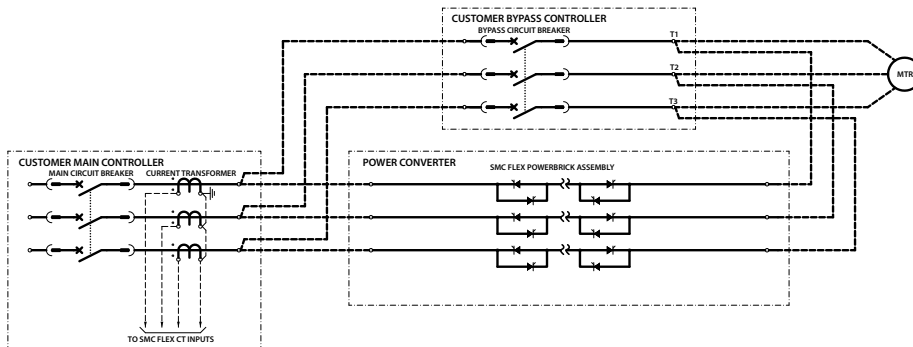 CUSTOMER BYPASS CONTROLLER
BYPASS CIRCUIT BREAKER
T1
T2
T3
MTR
CUSTOMER MAIN CONTROLLER
MAIN CIRCUIT BREAKER
CURRENT TRANSFORMER
POWER CONVERTER
SMC FLEX POWERBRICK ASSEMBLY
TO SMC FLEX CT INPUTS